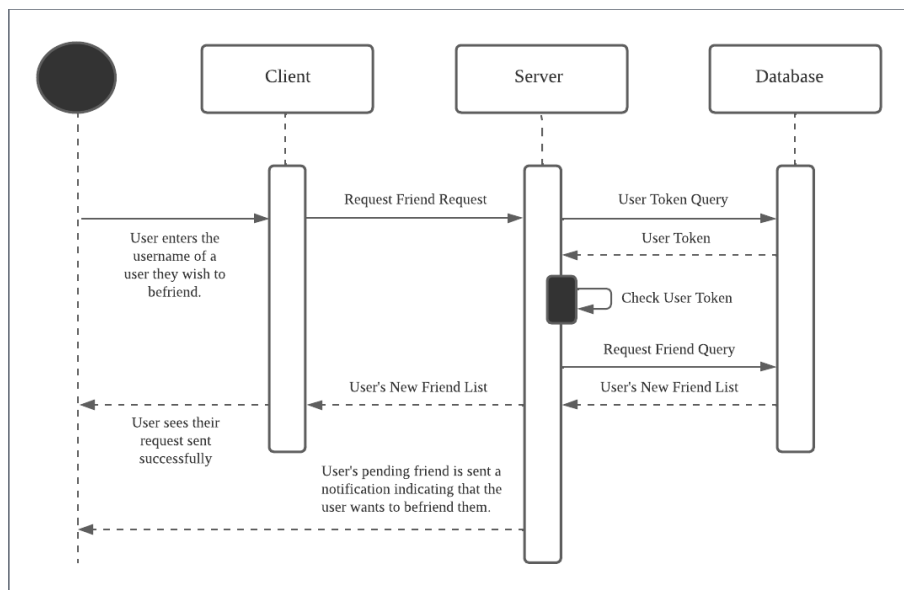 Client
Server
Database
Request Friend Request
User Token Query
User enters the
username of a
user they wish to
befriend.
User Token
Check User Token
Request Friend Query
User's New Friend List
User's New Friend List
User sees their
request sent
successfully
User's pending friend is sent a
notification indicating that the
user wants to befriend them.